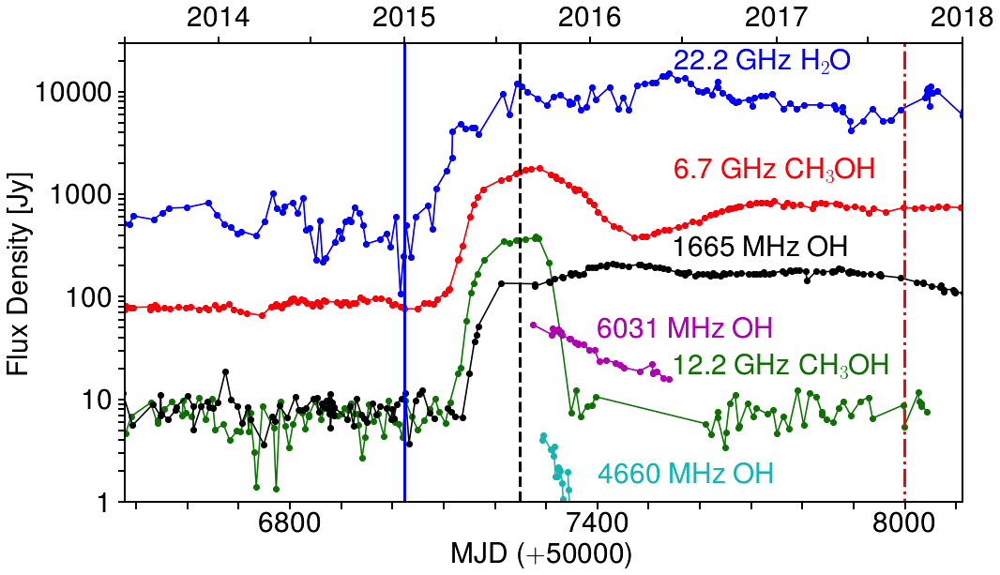 2014 2015 2016 2017 2018
22.2 GHz H₂O
10000
6.7 GHz CH₃OH
1000
1665 MHz OH
100
6031 MHz OH
12.2 GHz CH₃OH
10
4660 MHz OH
1
6800 7400 8000
MJD (+50000)
Flux Density [Jy]